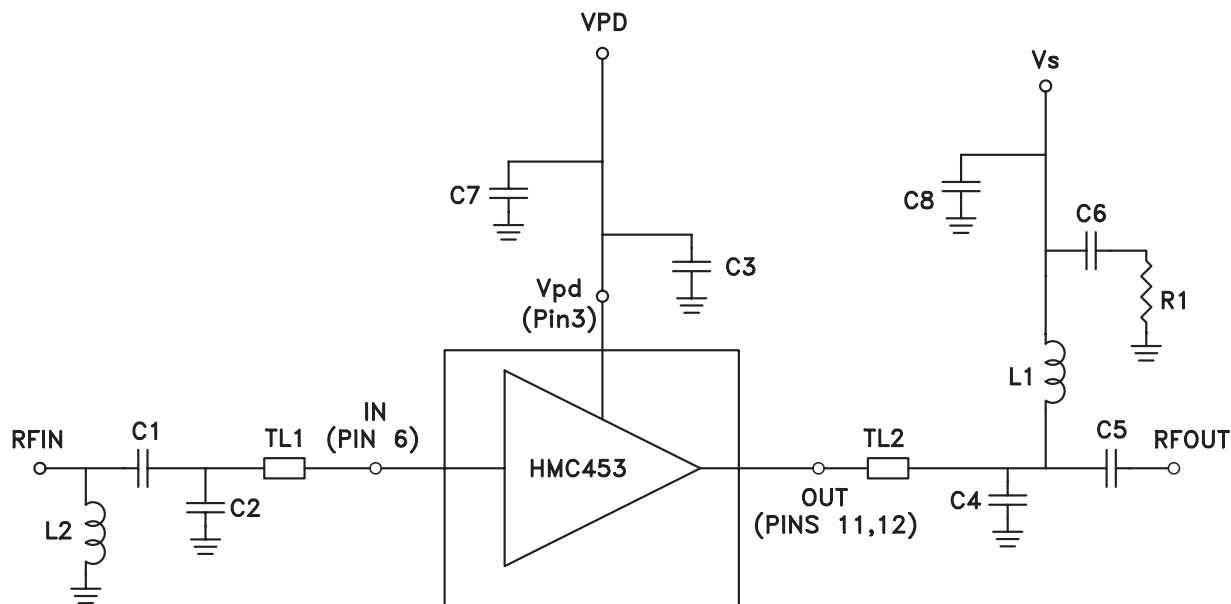 VPD
Vs
C7
C8
C6
C3
Vpd
(Pin3)
R1
L1
RFIN
C1
TL1
IN
(PIN 6)
HMC453
TL2
C5
RFOUT
L2
C2
OUT
(PINS 11,12)
C4